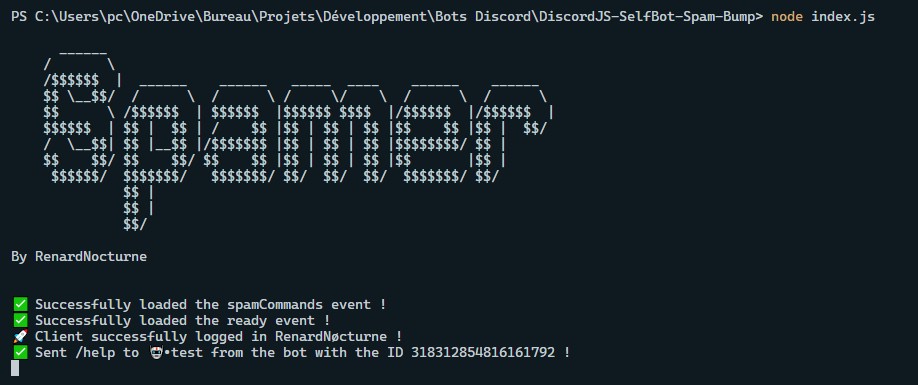 PS C:\Users\pc\OneDrive\Bureau\Projets\Développement\Bots Discord\DiscordJS-SelfBot-Spam-Bump> node index.js
Spamer
By RenardNocturne
✅ Successfully loaded the spamCommands event !
✅ Successfully loaded the ready event !
🚀 Client successfully logged in RenardNøcturne !
✅ Sent /help to 🤖•test from the bot with the ID 318312854816161792 !